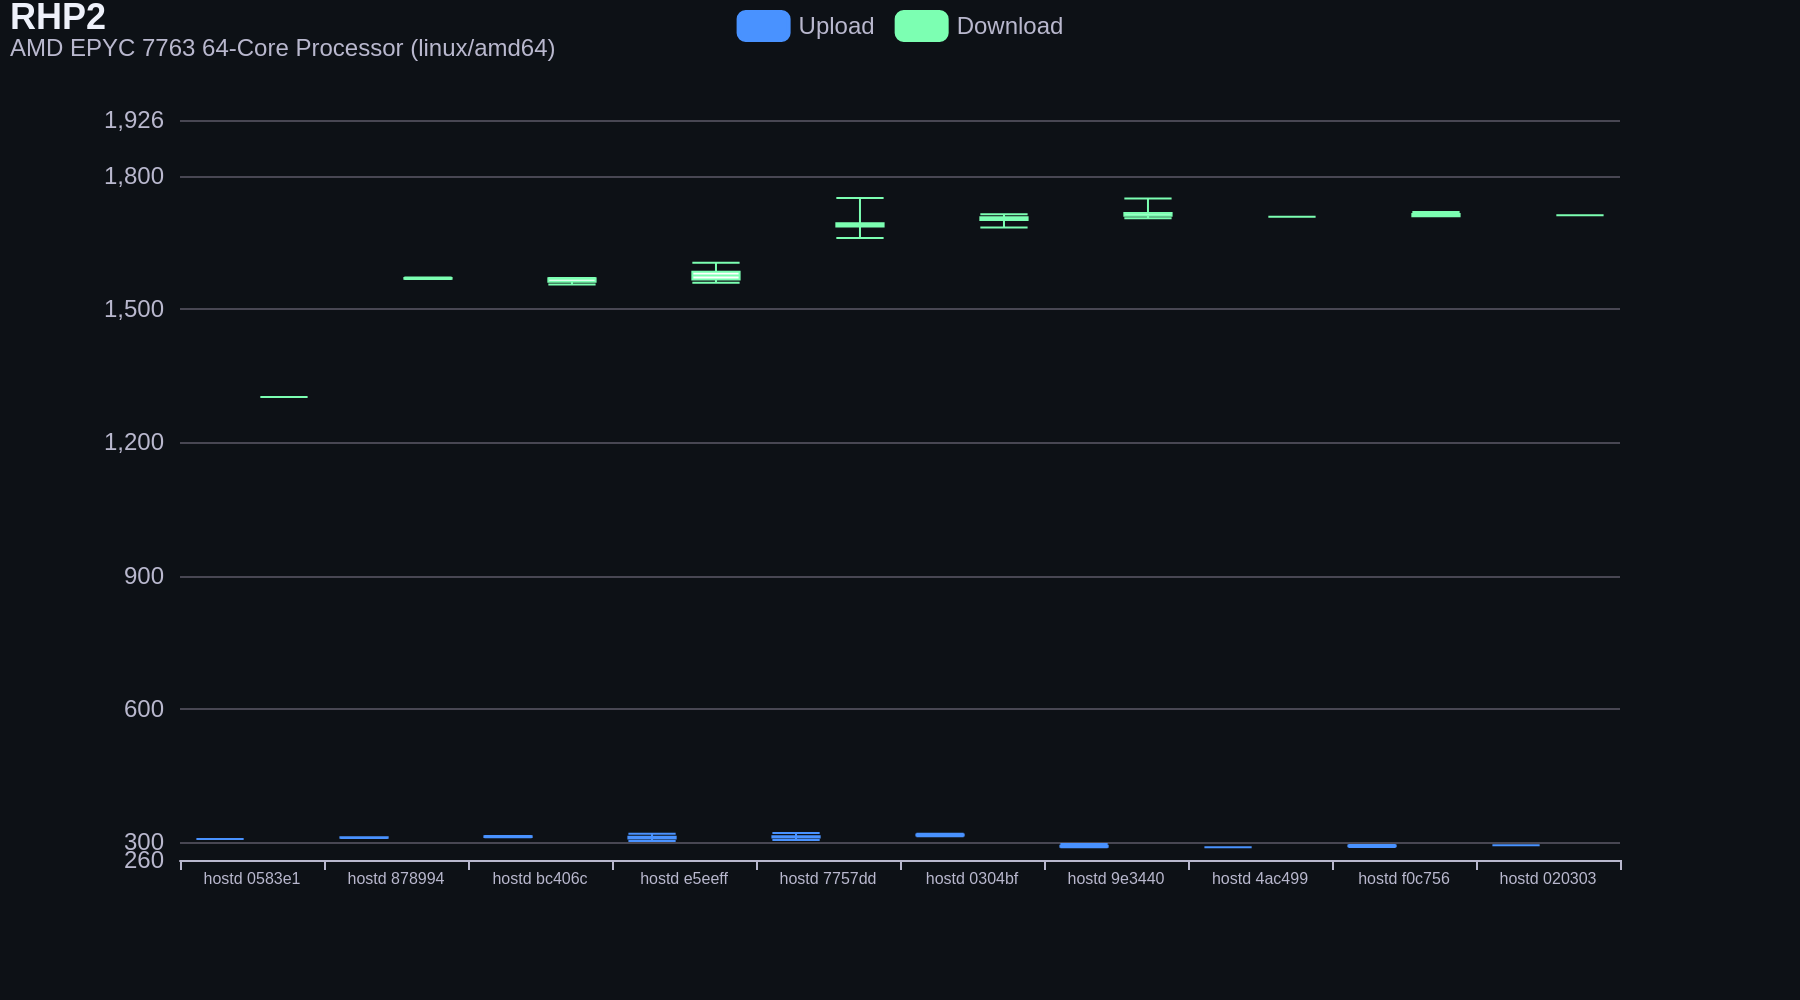 RHP2
AMD EPYC 7763 64-Core Processor (linux/amd64)
Upload
Download
1,926
1,800
1,500
1,200
900
600
300
260
hostd 0583e1
hostd 878994
hostd bc406c
hostd e5eeff
hostd 7757dd
hostd 0304bf
hostd 9e3440
hostd 4ac499
hostd f0c756
hostd 020303